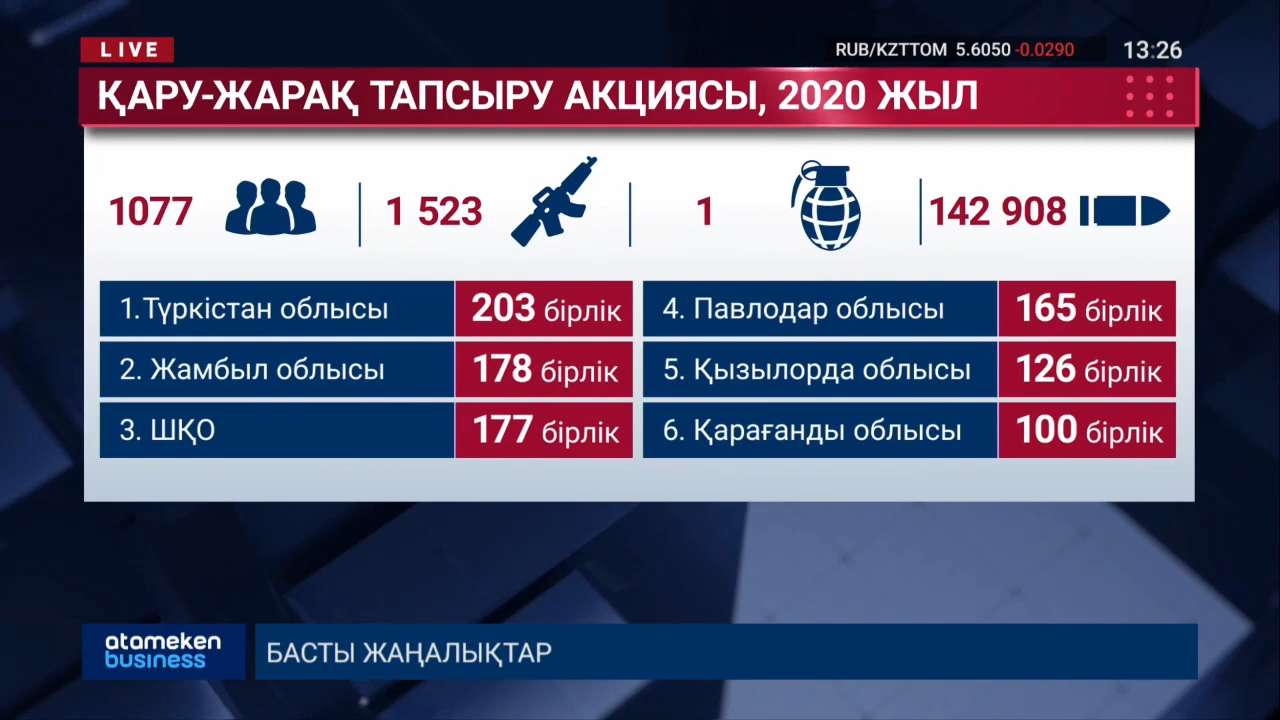 LIVE
RUB/KZTTOM 5.6050 -0.0290
13:26
ҚАРУ-ЖАРАҚ ТАПСЫРУ АКЦИЯСЫ, 2020 ЖЫЛ
1077
1 523
1
142 908
1. Түркістан облысы 203 бірлік
2. Жамбыл облысы 178 бірлік
3. ШҚО 177 бірлік
4. Павлодар облысы 165 бірлік
5. Қызылорда облысы 126 бірлік
6. Қарағанды облысы 100 бірлік
atameken
business
БАСТЫ ЖАҢАЛЫҚТАР